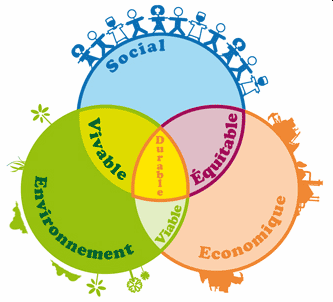 Social
Vivable
Durable
Équitable
Environnement
Viable
Economique